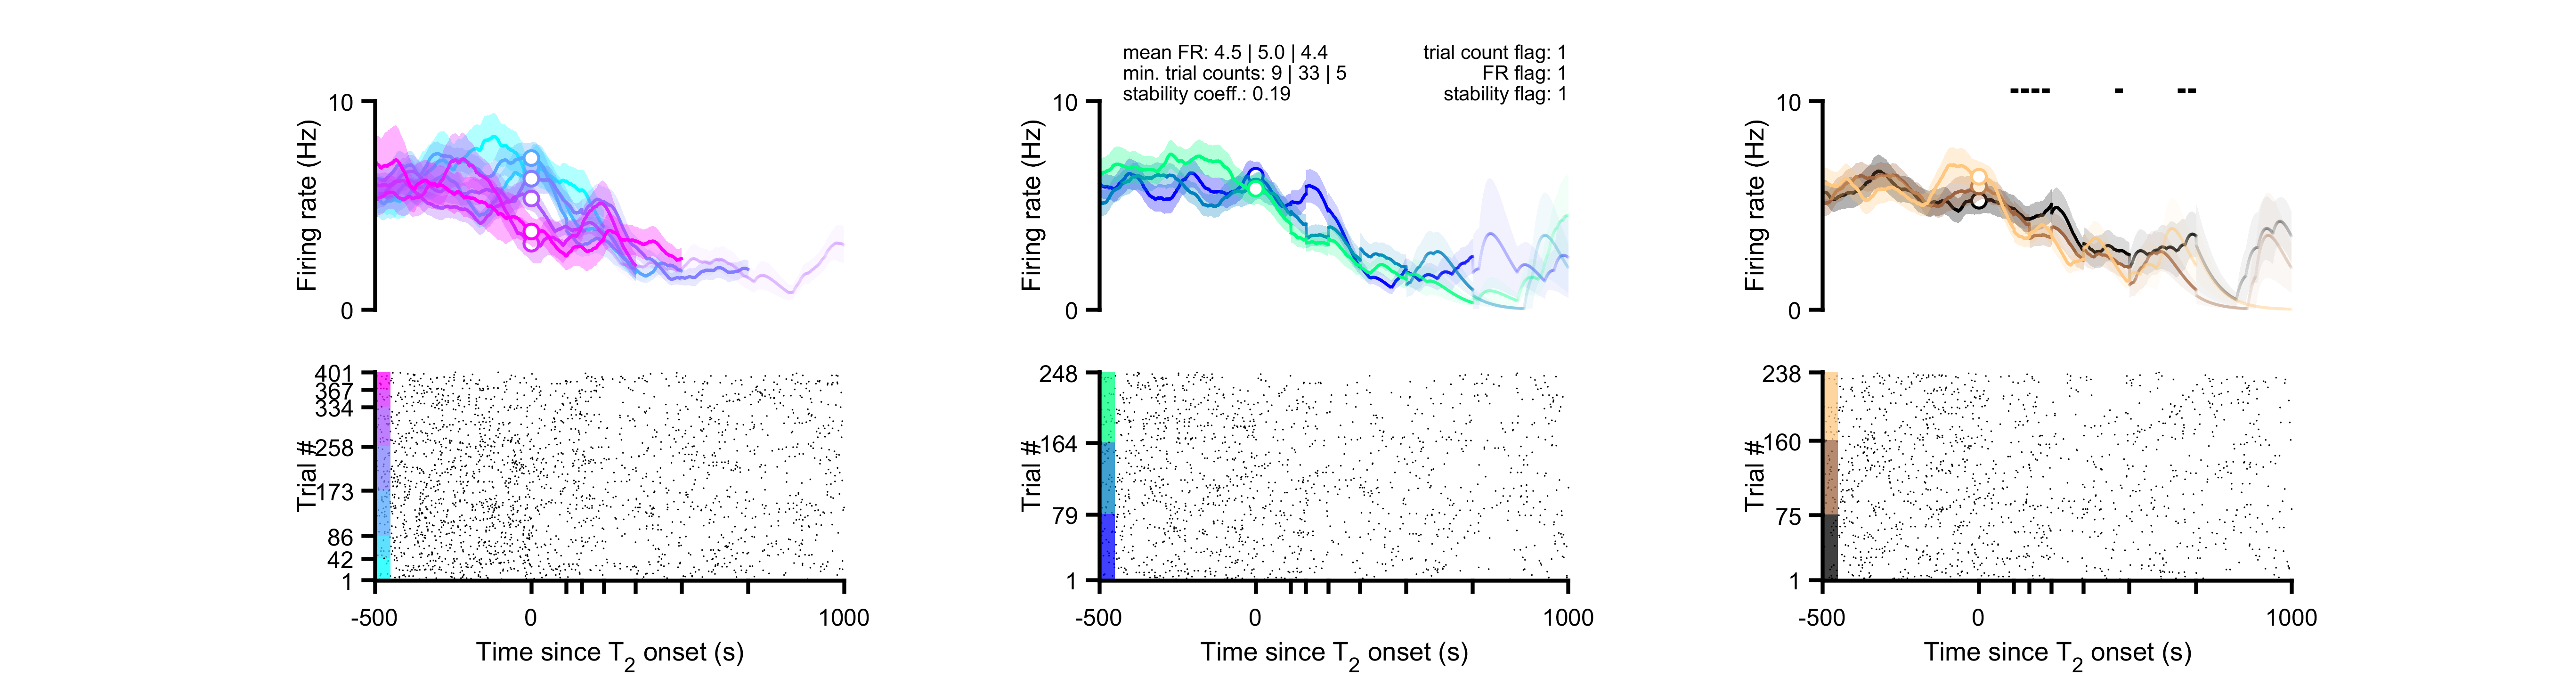 mean FR: 4.5 | 5.0 | 4.4
min. trial counts: 9 | 33 | 5
stability coeff.: 0.19
trial count flag: 1
FR flag: 1
stability flag: 1
10
Firing rate (Hz)
0
10
Firing rate (Hz)
0
10
Firing rate (Hz)
0
401
367
334
258
173
86
42
1
Trial #
-500
0
1000
Time since T2 onset (s)
248
164
79
1
Trial #
-500
0
1000
Time since T2 onset (s)
238
160
75
1
Trial #
-500
0
1000
Time since T2 onset (s)